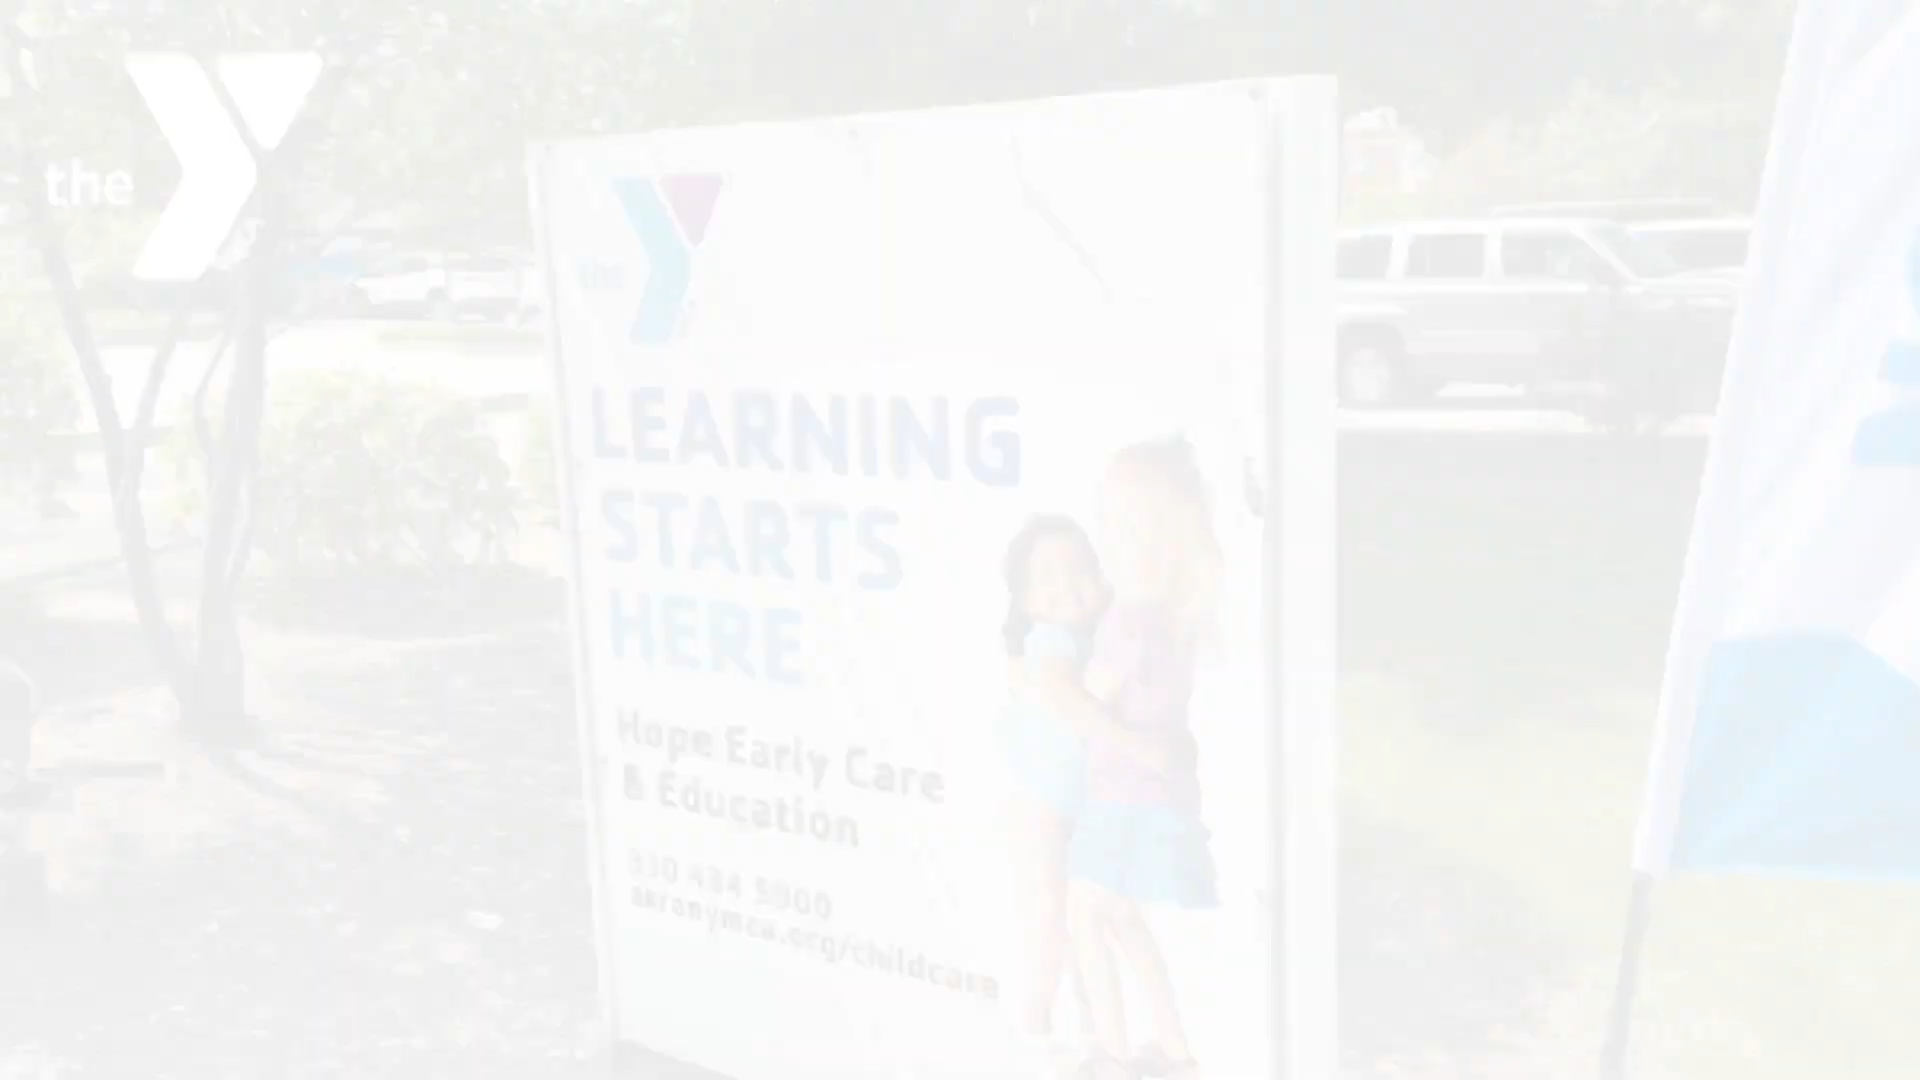 the
the
LEARNING
STARTS
HERE
Hope Early Care
& Education
330 434 5900
akronymca.org/childcare